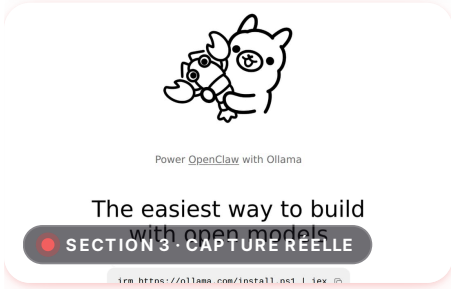 Power OpenClaw with Ollama
The easiest way to build
with open models
SECTION 3 · CAPTURE RÉELLE
irm https://ollama.com/install.ps1 | iex